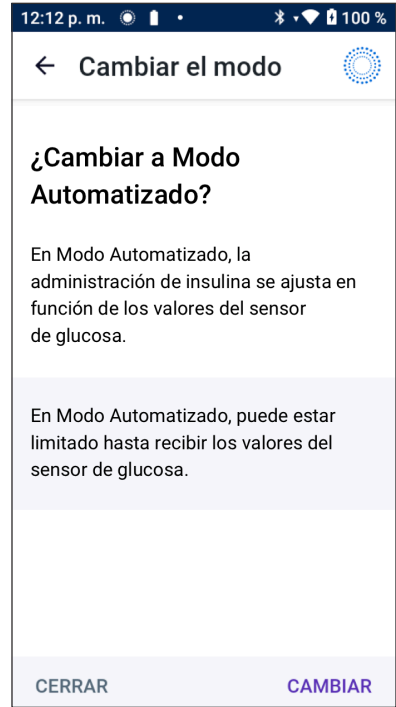 12:12 p. m.
100 %
Cambiar el modo
¿Cambiar a Modo
Automatizado?
En Modo Automatizado, la
administración de insulina se ajusta en
función de los valores del sensor
de glucosa.
En Modo Automatizado, puede estar
limitado hasta recibir los valores del
sensor de glucosa.
CERRAR
CAMBIAR